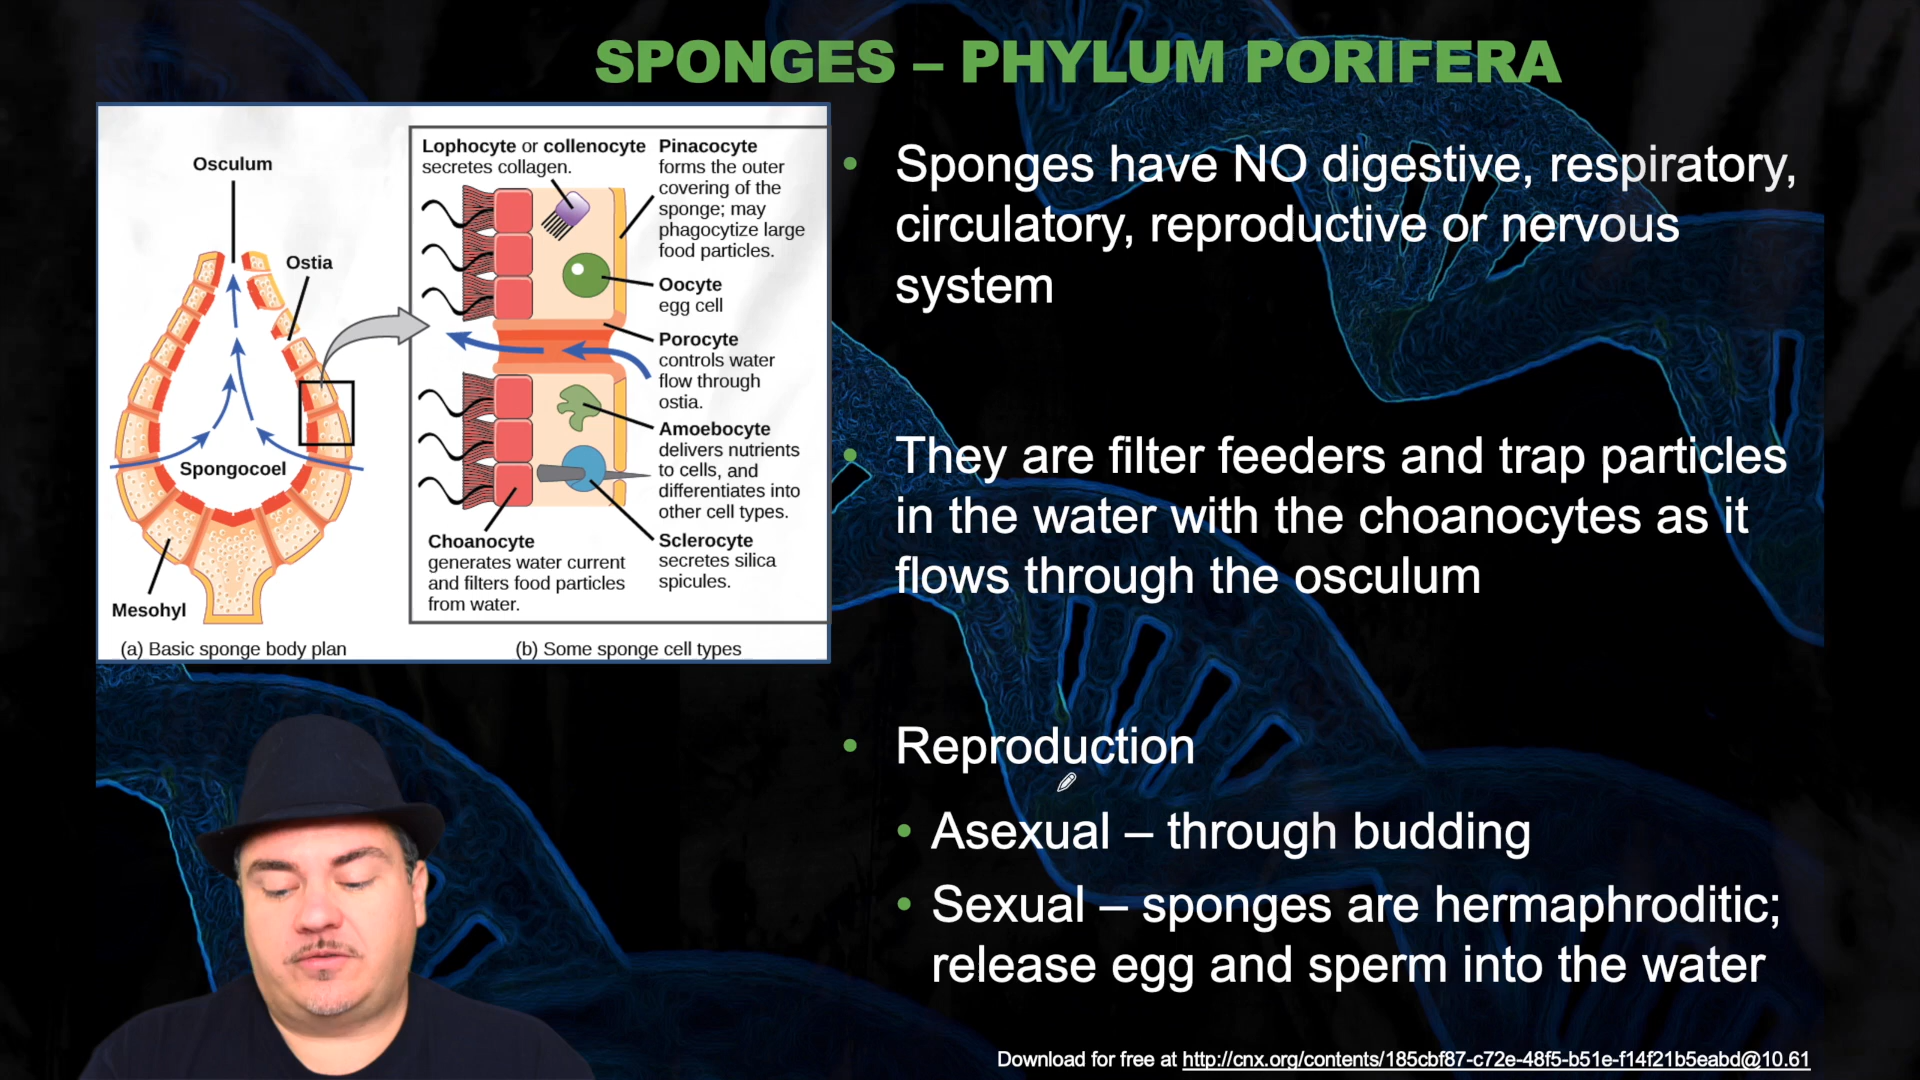 SPONGES – PHYLUM PORIFERA
Osculum
Ostia
Spongocoel
Mesohyl
(a) Basic sponge body plan
Lophocyte or collenocyte
secretes collagen.
Pinacocyte
forms the outer
covering of the
sponge; may
phagocytize large
food particles.
Oocyte
egg cell
Porocyte
controls water
flow through
ostia.
Amoebocyte
delivers nutrients
to cells, and
differentiates into
other cell types.
Choanocyte
generates water current
and filters food particles
from water.
Sclerocyte
secretes silica
spicules.
(b) Some sponge cell types
• Sponges have NO digestive, respiratory,
circulatory, reproductive or nervous
system
• They are filter feeders and trap particles
in the water with the choanocytes as it
flows through the osculum
• Reproduction
• Asexual – through budding
• Sexual – sponges are hermaphroditic;
release egg and sperm into the water
Download for free at http://cnx.org/contents/185cbf87-c72e-48f5-b51e-f14f21b5eabd@10.61